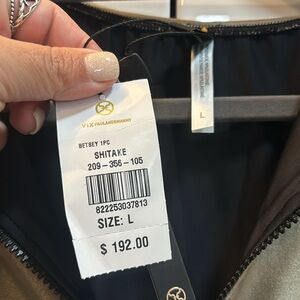 ViX PAULAHERMANNY
BETSEY 1PC
SHITAKE
209-356-105
822253037813
SIZE: L
$ 192.00
L